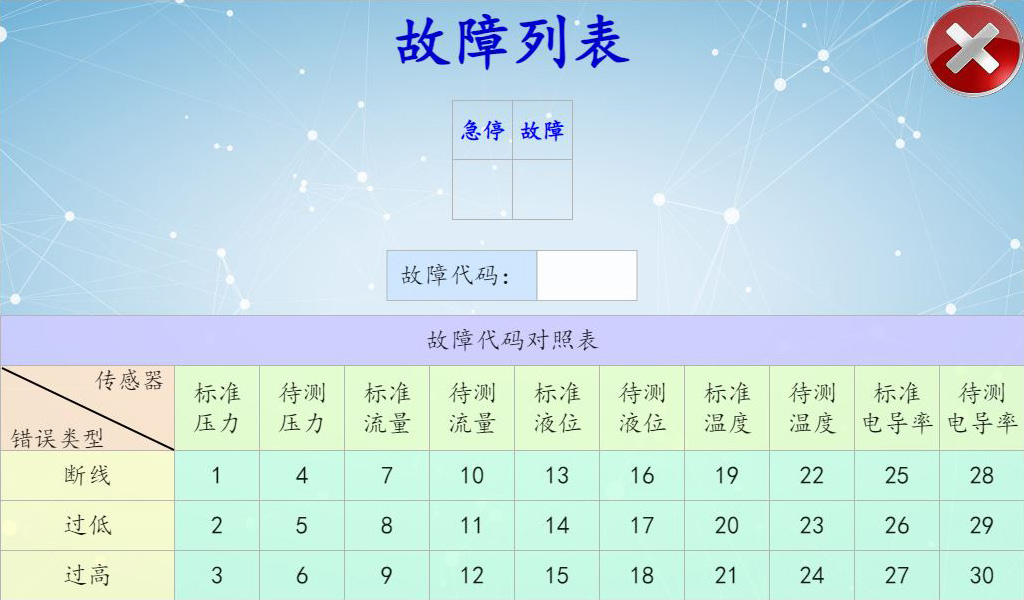 故障列表
急停 故障
故障代码：
故障代码对照表
传感器
错误类型
标准 待测 标准 待测 标准 待测 标准 待测 标准 待测
压力 压力 流量 流量 液位 液位 温度 温度 电导率 电导率
断线 1 4 7 10 13 16 19 22 25 28
过低 2 5 8 11 14 17 20 23 26 29
过高 3 6 9 12 15 18 21 24 27 30